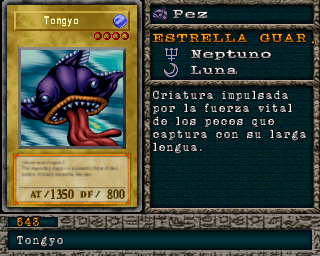 Tongyo
AT/1350 DF/ 800
Pez
ESTRELLA GUAR.
Neptuno
Luna
Criatura impulsada
por la fuerza vital
de los peces que
captura con su larga
lengua.
543
Tongyo